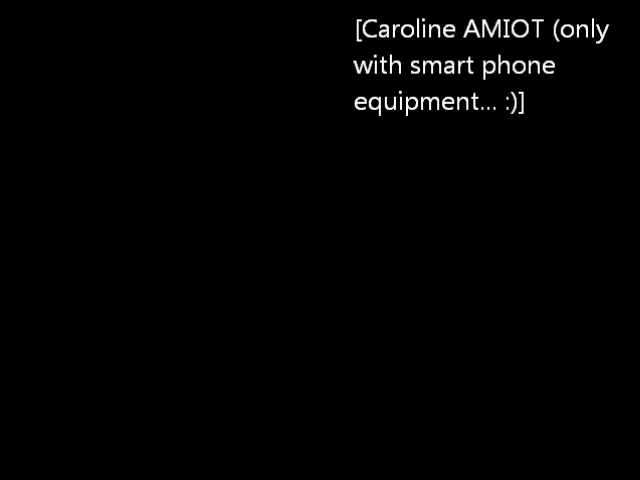 [Caroline AMIOT (only
with smart phone
equipment... :)]